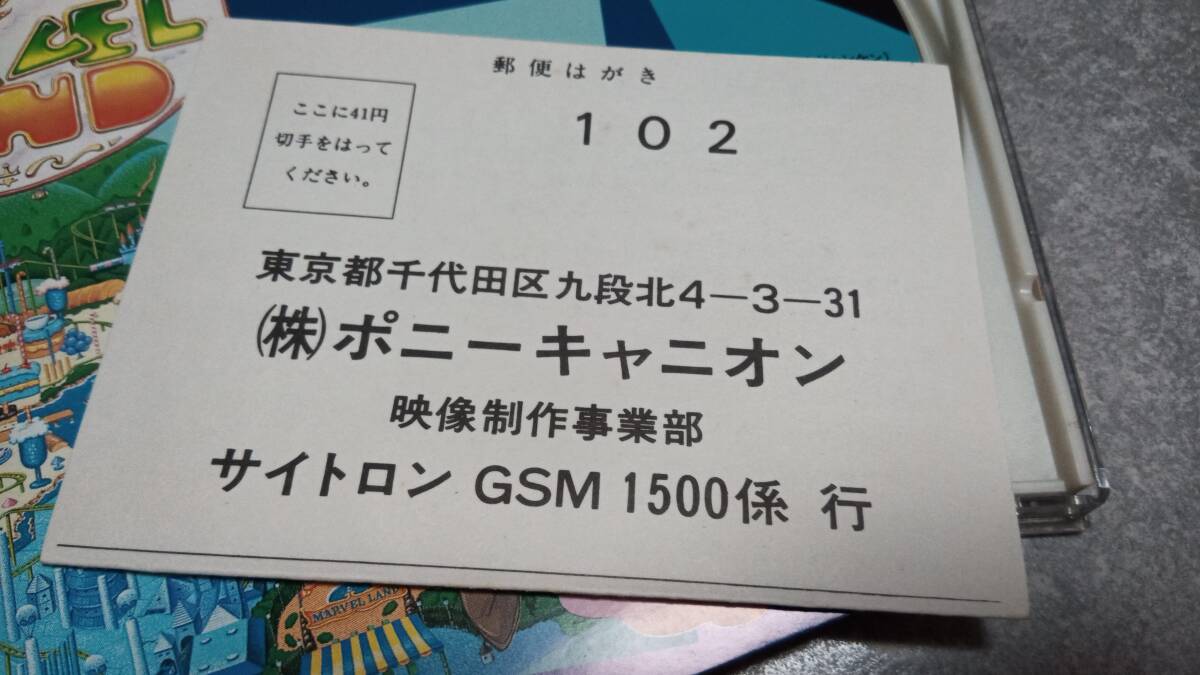 郵便はがき
ここに41円
切手をはって
ください。
102
東京都千代田区九段北4-3-31
(株)ポニーキャニオン
映像制作事業部
サイトロン GSM 1500係 行
MARVEL LAND